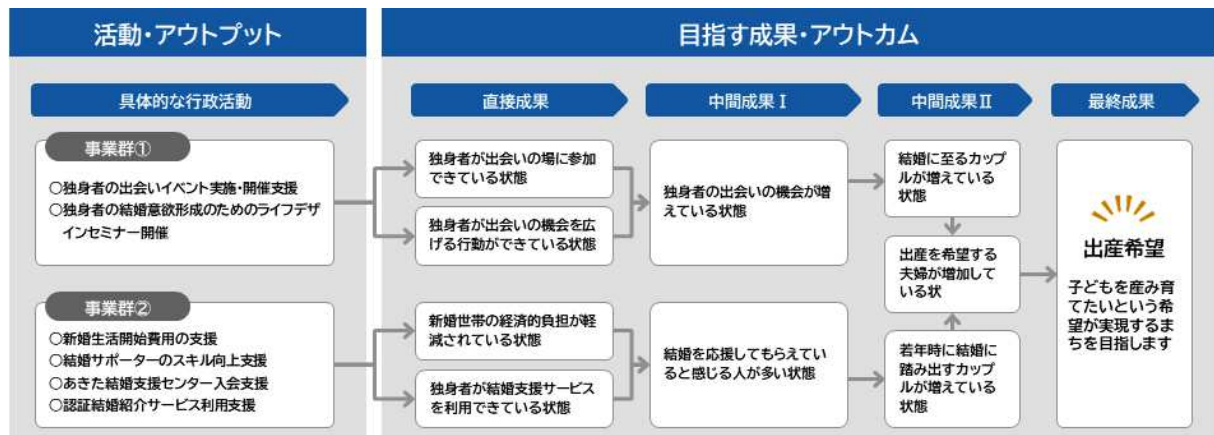 活動・アウトプット
目指す成果・アウトカム
具体的な行政活動
直接成果
中間成果Ⅰ
中間成果Ⅱ
最終成果
事業群①
○独身者の出会いイベント実施・開催支援
○独身者の結婚意欲形成のためのライフデザ
インセミナー開催
独身者が出会いの場に参加
できている状態
独身者が出会いの機会を広
げる行動ができている状態
独身者の出会いの機会が増
えている状態
結婚に至るカップ
ルが増えている
状態
出産を希望する
夫婦が増加して
いる状
事業群②
○新婚生活開始費用の支援
○結婚サポーターのスキル向上支援
○あきた結婚支援センター入会支援
○認証結婚紹介サービス利用支援
新婚世帯の経済的負担が軽
減されている状態
独身者が結婚支援サービス
を利用できている状態
結婚を応援してもらえてい
ると感じる人が多い状態
若年時に結婚に
踏み出すカップ
ルが増えている
状態
出産希望
子どもを産み育
てたいという希
望が実現するま
ちを目指します